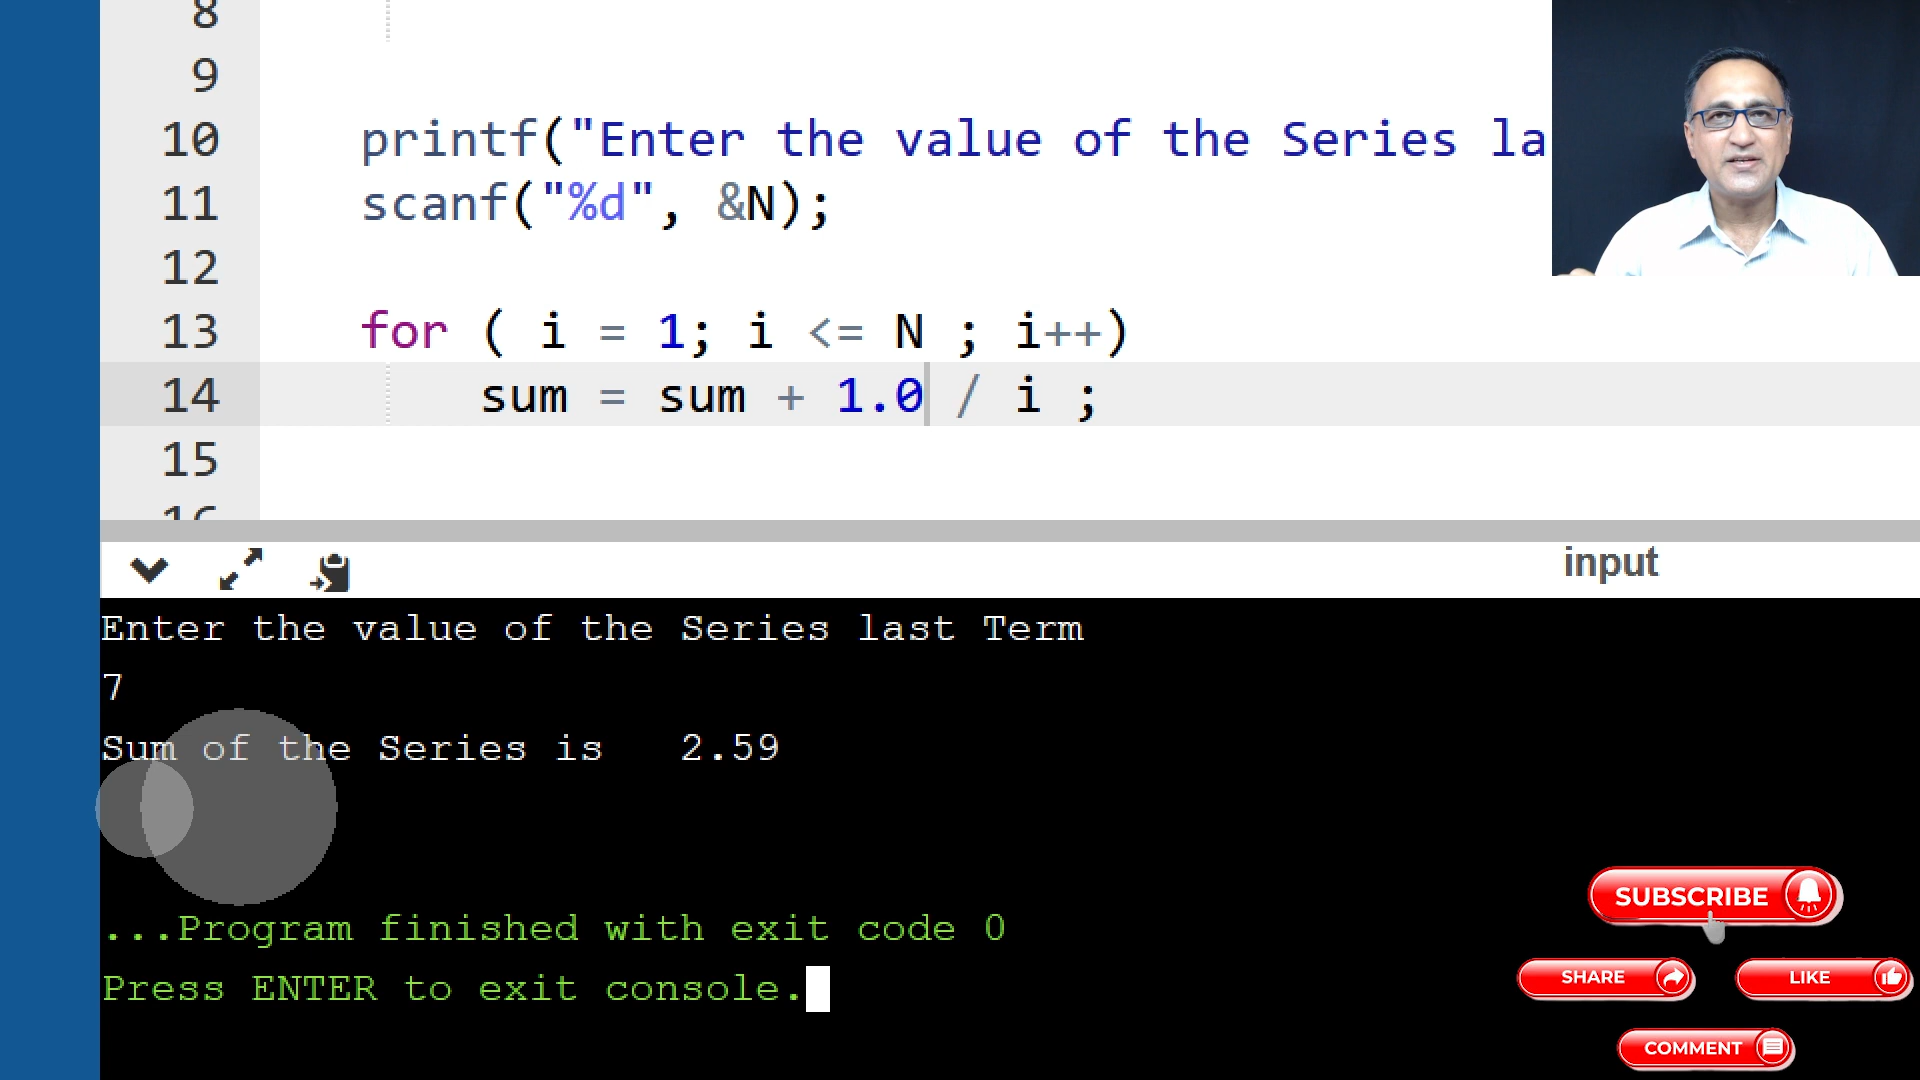 8
9
10 printf("Enter the value of the Series la
11 scanf("%d", &N);
12
13 for ( i = 1; i <= N ; i++)
14 sum = sum + 1.0 / i ;
15
16
input
Enter the value of the Series last Term
7
Sum of the Series is   2.59
...Program finished with exit code 0
Press ENTER to exit console.
SUBSCRIBE
SHARE
LIKE
COMMENT